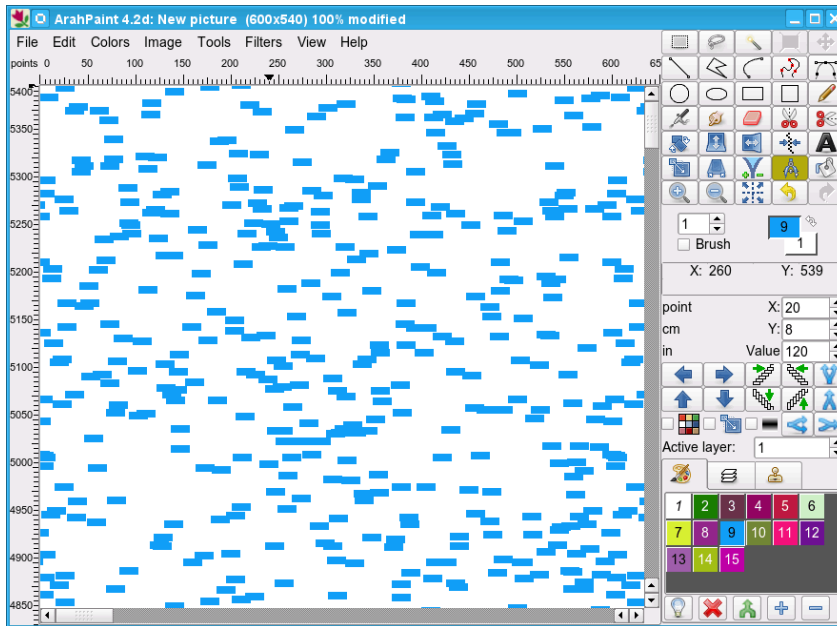 ArahPaint 4.2d: New picture (600x540) 100% modified
File Edit Colors Image Tools Filters View Help
points 0 50 100 150 200 250 300 350 400 450 500 550 600 65
5400
5350
5300
5250
5200
5150
5100
5050
5000
4950
4900
4850
A
1
Brush
9
1
X: 260 Y: 539
point X: 20
cm Y: 8
in Value 120
Active layer: 1
1 2 3 4 5 6
7 8 9 10 11 12
13 14 15